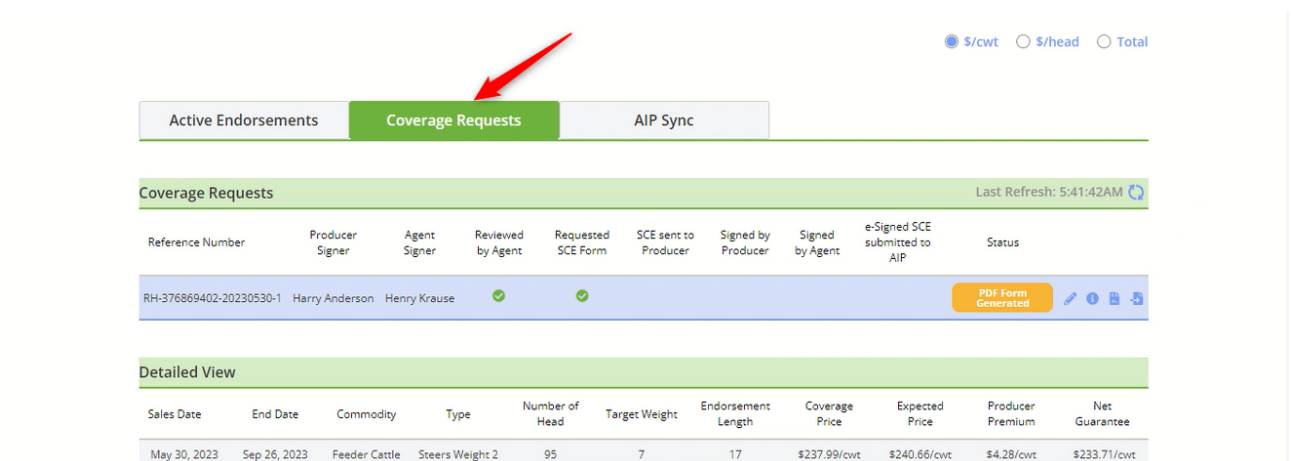 $/cwt $/head Total
Active Endorsements Coverage Requests AIP Sync
Coverage Requests Last Refresh: 5:41:42AM
Reference Number Producer Signer Agent Signer Reviewed by Agent Requested SCE Form SCE sent to Producer Signed by Producer Signed by Agent e-Signed SCE submitted to AIP Status
RH-376869402-20230530-1 Harry Anderson Henry Krause PDF Form Generated
Detailed View
Sales Date End Date Commodity Type Number of Head Target Weight Endorsement Length Coverage Price Expected Price Producer Premium Net Guarantee
May 30, 2023 Sep 26, 2023 Feeder Cattle Steers Weight 2 95 7 17 $237.99/cwt $240.66/cwt $4.28/cwt $233.71/cwt